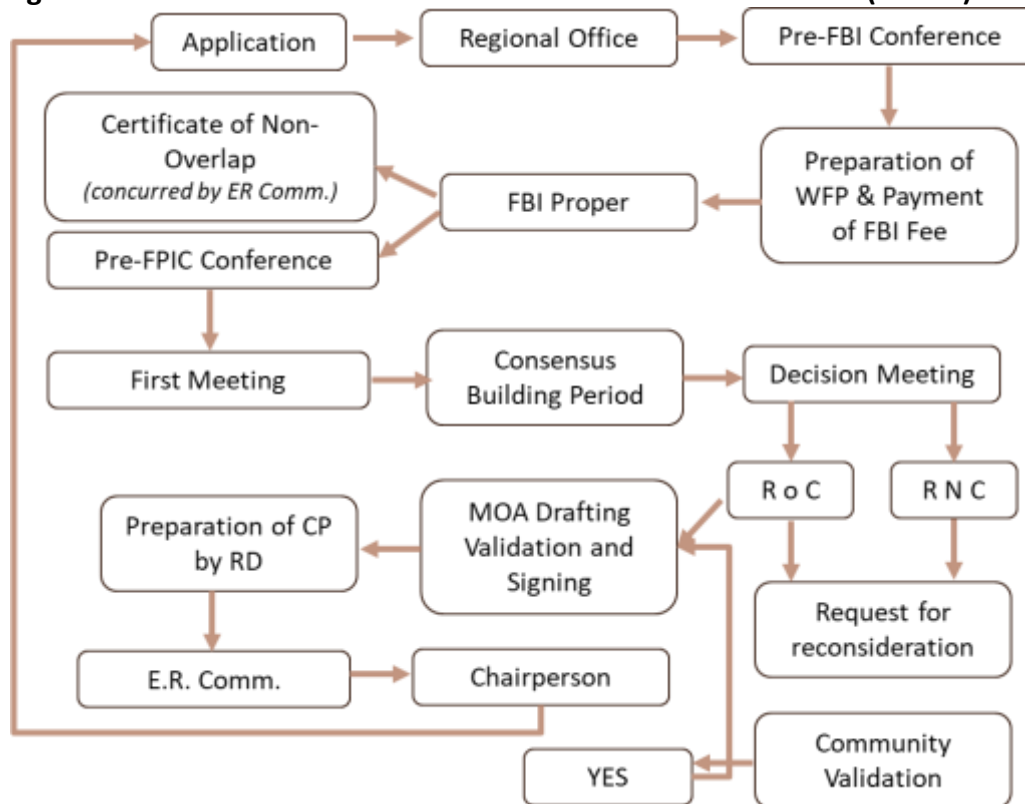 Application
Regional Office
Pre-FBI Conference
Certificate of Non-
Overlap
(concurred by ER Comm.)
FBI Proper
Preparation of
WFP & Payment
of FBI Fee
Pre-FPIC Conference
First Meeting
Consensus
Building Period
Decision Meeting
R o C
R N C
Preparation of CP
by RD
MOA Drafting
Validation and
Signing
Request for
reconsideration
E.R. Comm.
Chairperson
YES
Community
Validation